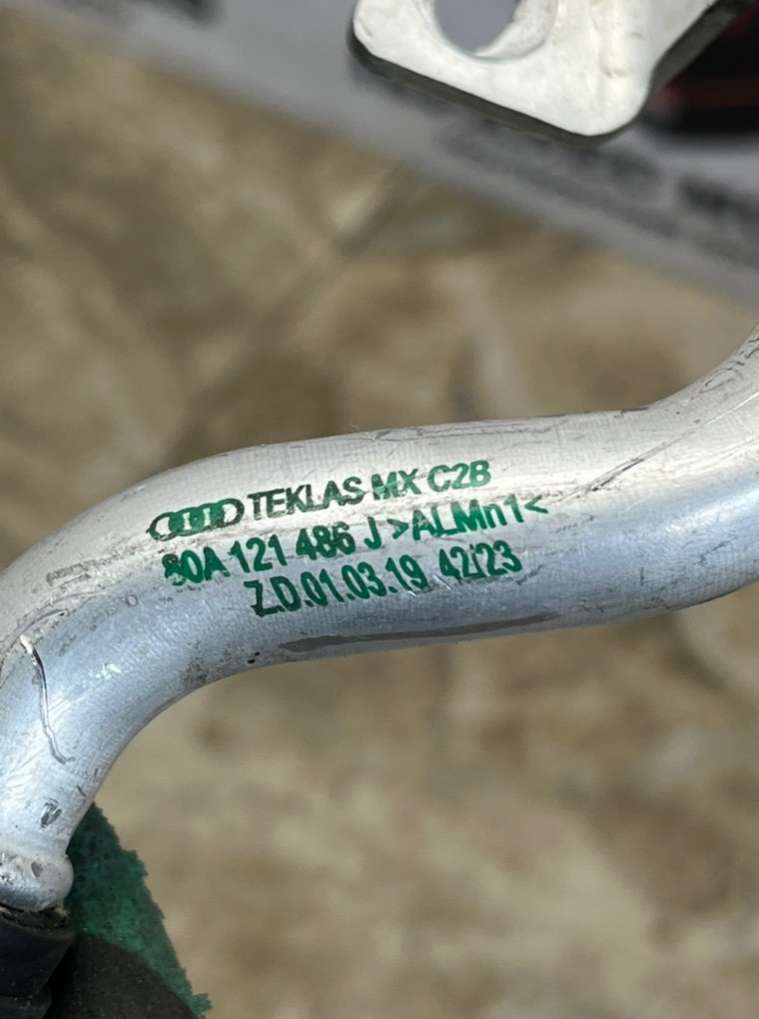 TEKLAS MX C2B
80A 121 486 J >ALMn1<
Z.D.01.03.19 42/23